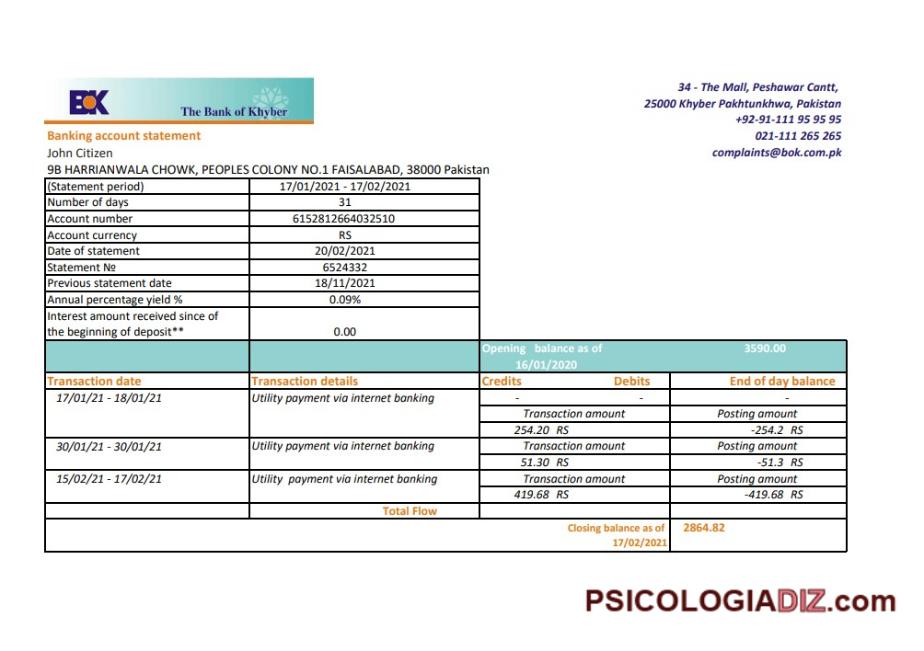 BOK
The Bank of Khyber
34 - The Mall, Peshawar Cantt,
25000 Khyber Pakhtunkhwa, Pakistan
+92-91-111 95 95 95
021-111 265 265
complaints@bok.com.pk
Banking account statement
John Citizen
9B HARRIANWALA CHOWK, PEOPLES COLONY NO.1 FAISALABAD, 38000 Pakistan
(Statement period) 17/01/2021 - 17/02/2021
Number of days 31
Account number 6152812664032510
Account currency RS
Date of statement 20/02/2021
Statement № 6524332
Previous statement date 18/11/2021
Annual percentage yield % 0.09%
Interest amount received since of
the beginning of deposit** 0.00
Opening balance as of 3590.00
16/01/2020
Transaction date Transaction details Credits Debits End of day balance
17/01/21 - 18/01/21 Utility payment via internet banking - - -
Transaction amount Posting amount
254.20 RS -254.2 RS
30/01/21 - 30/01/21 Utility payment via internet banking Transaction amount Posting amount
51.30 RS -51.3 RS
15/02/21 - 17/02/21 Utility payment via internet banking Transaction amount Posting amount
419.68 RS -419.68 RS
Total Flow
Closing balance as of 2864.82
17/02/2021
PSICOLOGIADIZ.com